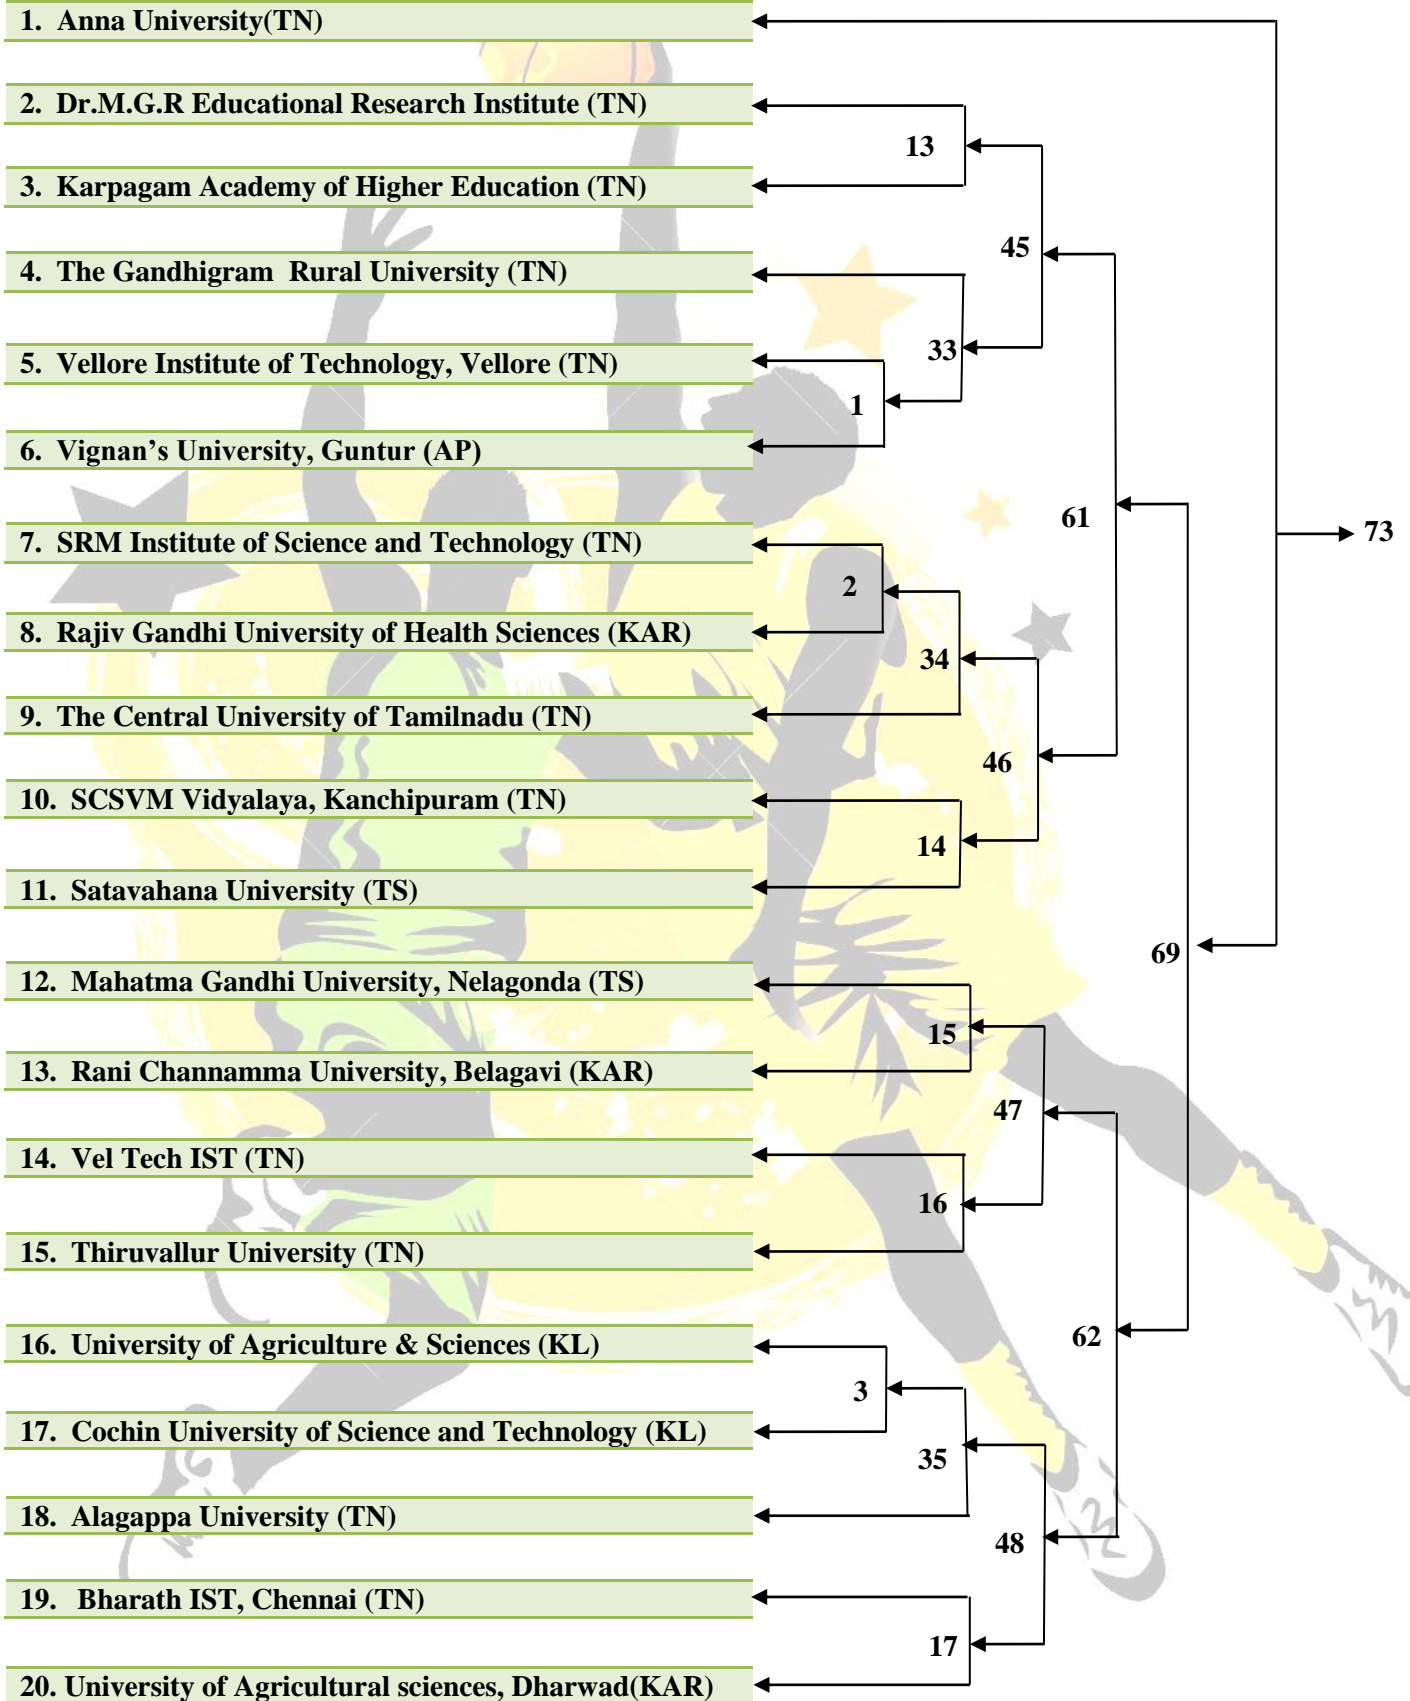 1. Anna University(TN)
2. Dr.M.G.R Educational Research Institute (TN)
13
3. Karpagam Academy of Higher Education (TN)
45
4. The Gandhigram Rural University (TN)
33
5. Vellore Institute of Technology, Vellore (TN)
1
6. Vignan’s University, Guntur (AP)
61
73
7. SRM Institute of Science and Technology (TN)
2
8. Rajiv Gandhi University of Health Sciences (KAR)
34
9. The Central University of Tamilnadu (TN)
46
10. SCSVM Vidyalaya, Kanchipuram (TN)
14
11. Satavahana University (TS)
69
12. Mahatma Gandhi University, Nelagonda (TS)
15
13. Rani Channamma University, Belagavi (KAR)
47
14. Vel Tech IST (TN)
16
15. Thiruvallur University (TN)
62
16. University of Agriculture & Sciences (KL)
3
17. Cochin University of Science and Technology (KL)
35
18. Alagappa University (TN)
48
19. Bharath IST, Chennai (TN)
17
20. University of Agricultural sciences, Dharwad(KAR)